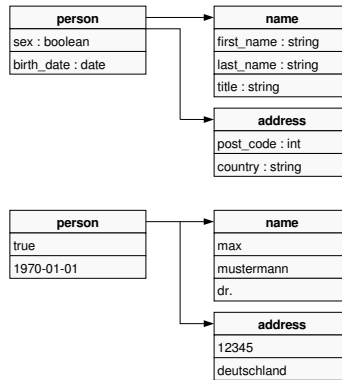 person
sex : boolean
birth_date : date
name
first_name : string
last_name : string
title : string
address
post_code : int
country : string
person
true
1970-01-01
name
max
mustermann
dr.
address
12345
deutschland